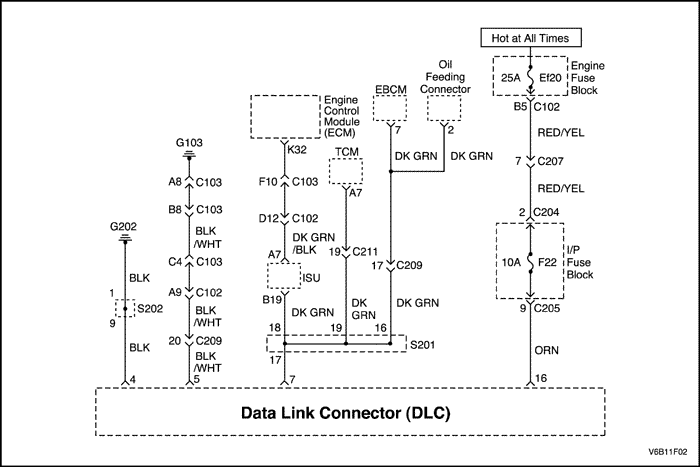 Hot at All Times
25A
Ef20
Engine
Fuse
Block
B5
C102
RED/YEL
7
C207
RED/YEL
2
C204
10A
F22
I/P
Fuse
Block
9
C205
ORN
16
Oil
Feeding
Connector
2
DK GRN
EBCM
7
DK GRN
17
C209
DK GRN
16
TCM
A7
19
C211
DK
GRN
19
Engine
Control
Module
(ECM)
K32
F10
C103
D12
C102
DK GRN
/BLK
A7
ISU
B19
DK GRN
18
S201
17
7
G103
A8
C103
B8
C103
BLK
/WHT
C4
C103
A9
C102
BLK
/WHT
20
C209
BLK
/WHT
5
G202
BLK
1
S202
9
BLK
4
Data Link Connector (DLC)
V6B11F02